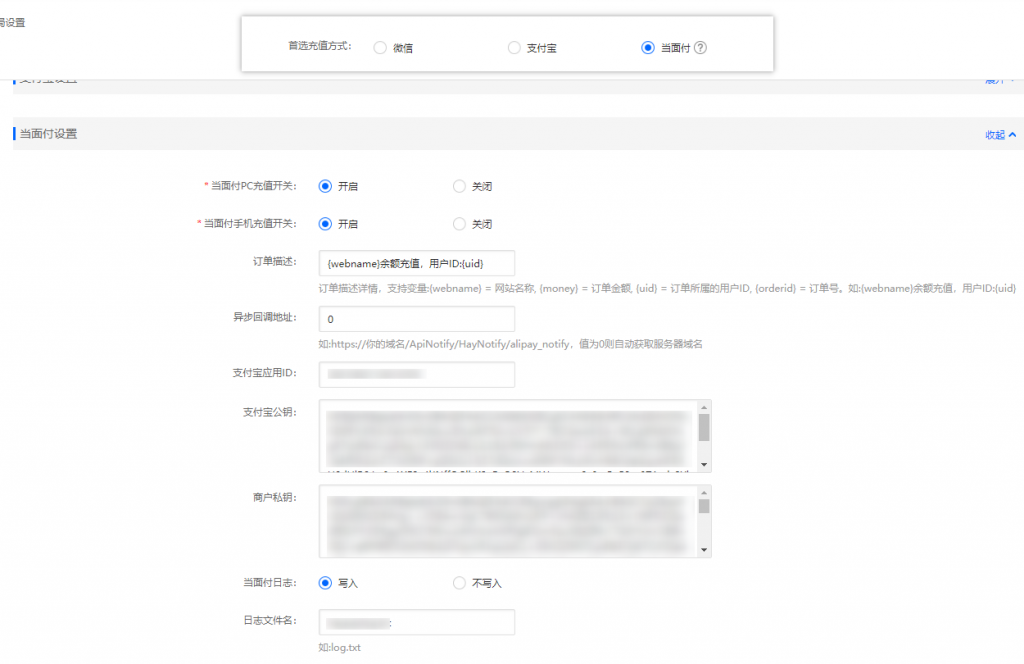 局设置
首选充值方式: 微信 支付宝 当面付 ?
支付宝设置 展开
当面付设置 收起
* 当面付PC充值开关: 开启 关闭
* 当面付手机充值开关: 开启 关闭
订单描述: {webname}余额充值，用户ID:{uid}
订单描述详情，支持变量:{webname} = 网站名称, {money} = 订单金额, {uid} = 订单所属的用户ID, {orderid} = 订单号。如:{webname}余额充值，用户ID:{uid}
异步回调地址: 0
如:https://你的域名/ApiNotify/HayNotify/alipay_notify，值为0则自动获取服务器域名
支付宝应用ID:
支付宝公钥:
商户私钥:
当面付日志: 写入 不写入
日志文件名:
如:log.txt